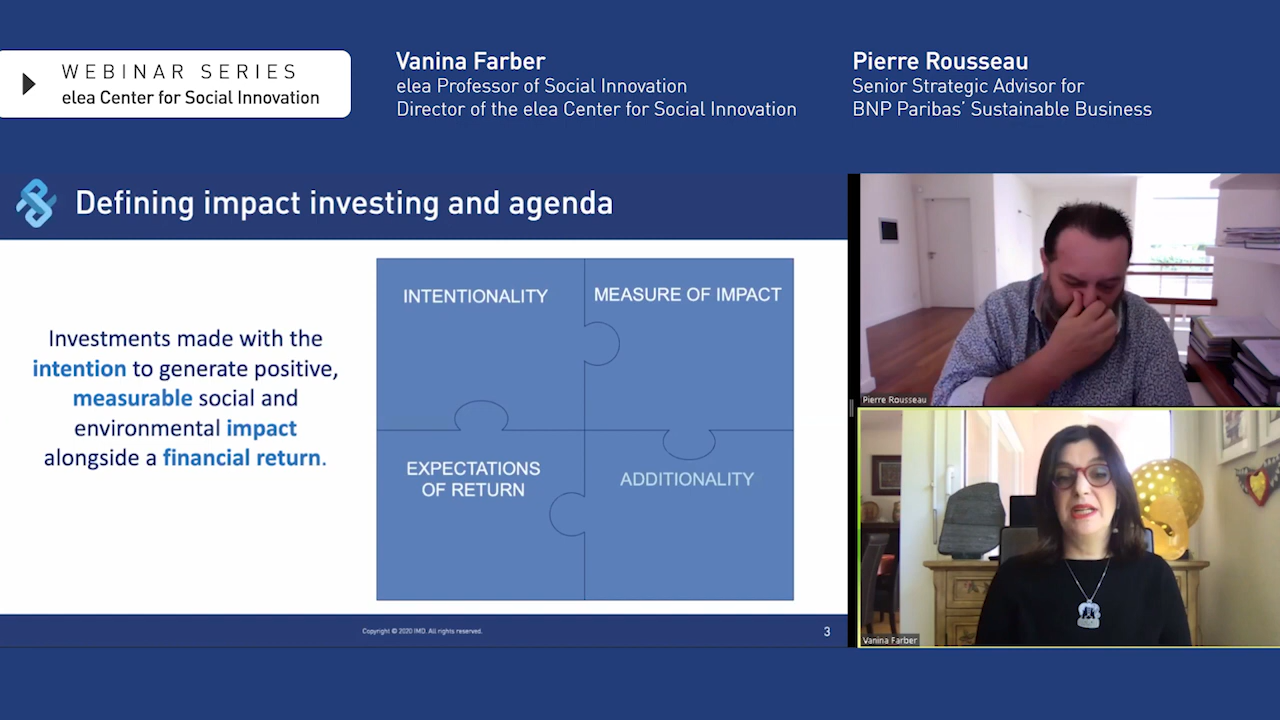 WEBINAR SERIES
elea Center for Social Innovation
Vanina Farber
elea Professor of Social Innovation
Director of the elea Center for Social Innovation
Pierre Rousseau
Senior Strategic Advisor for
BNP Paribas’ Sustainable Business
Defining impact investing and agenda
Investments made with the
intention to generate positive,
measurable social and
environmental impact
alongside a financial return.
INTENTIONALITY
MEASURE OF IMPACT
EXPECTATIONS
OF RETURN
ADDITIONALITY
Copyright © 2020 IMD. All rights reserved.
3
Pierre Rousseau
Vanina Farber